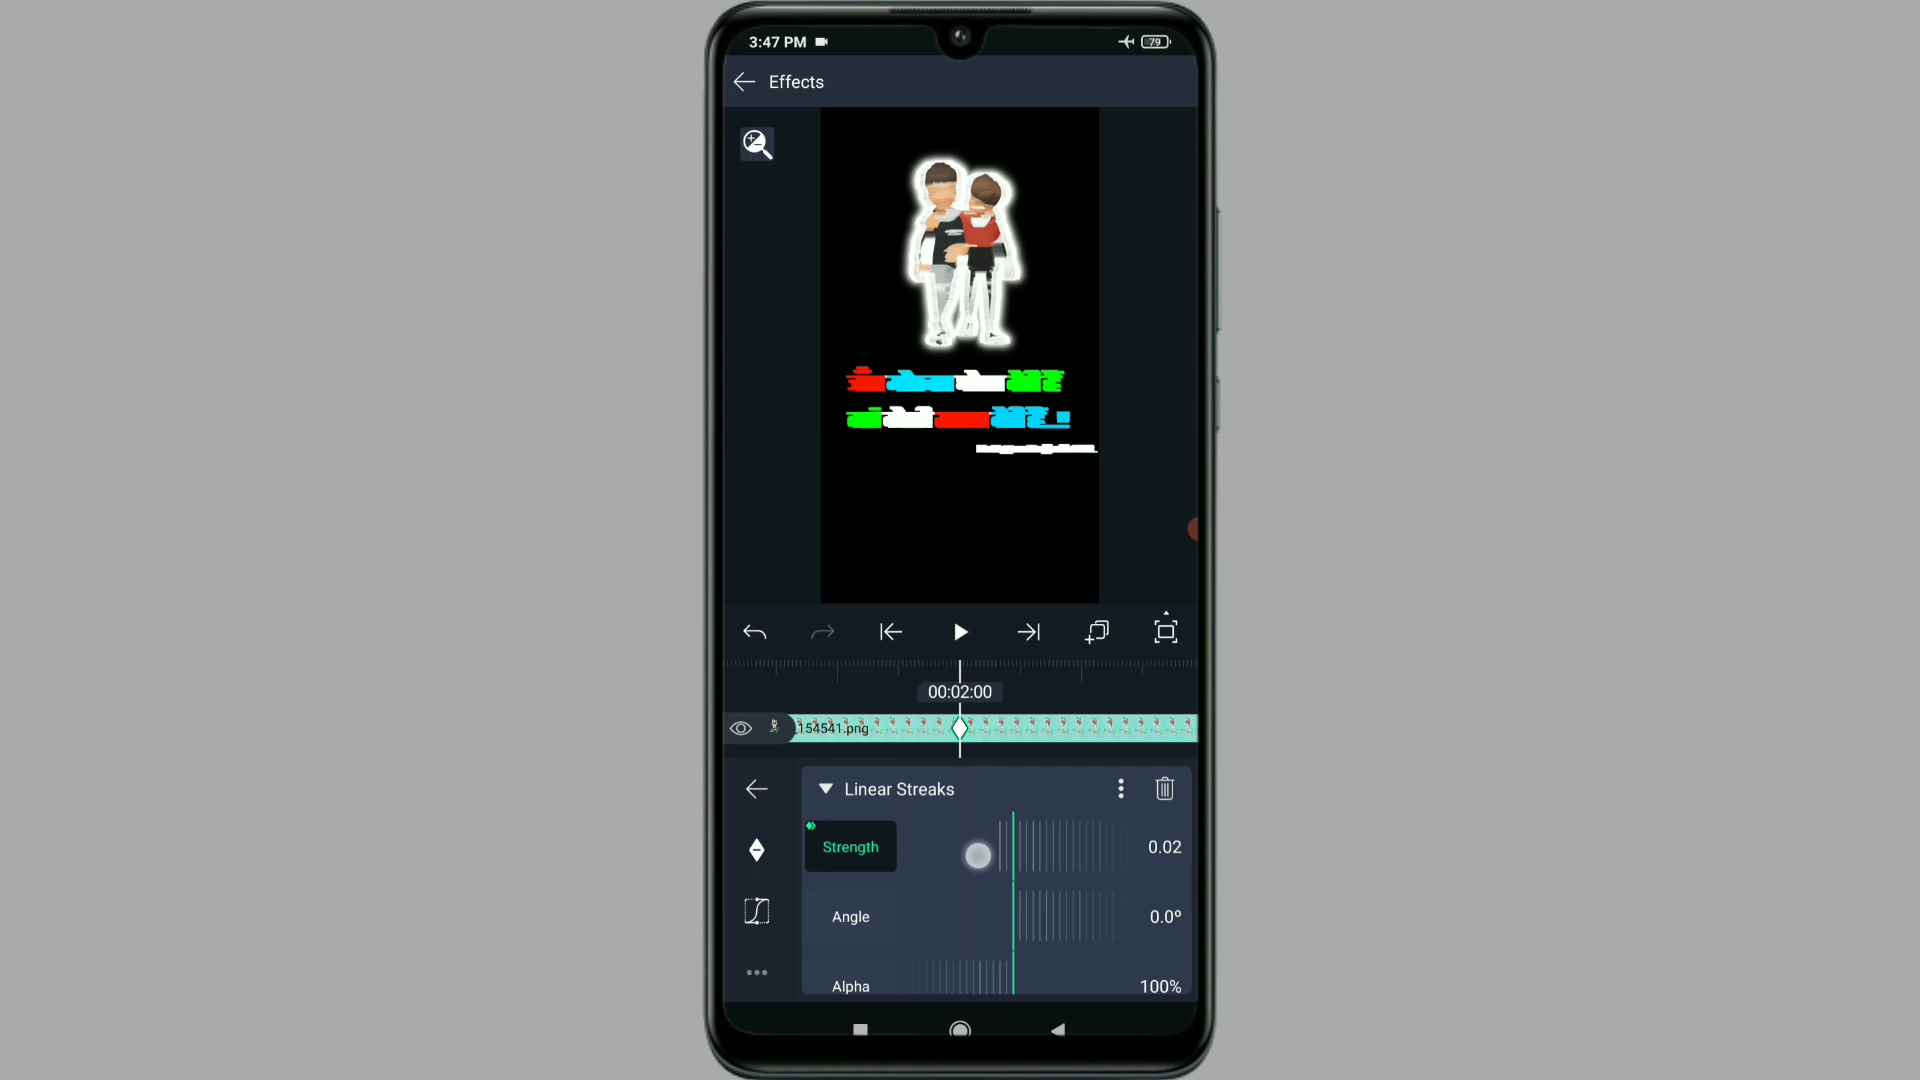 3:47 PM
79
Effects
00:02:00
154541.png
Linear Streaks
Strength
0.02
Angle
0.0º
Alpha
100%